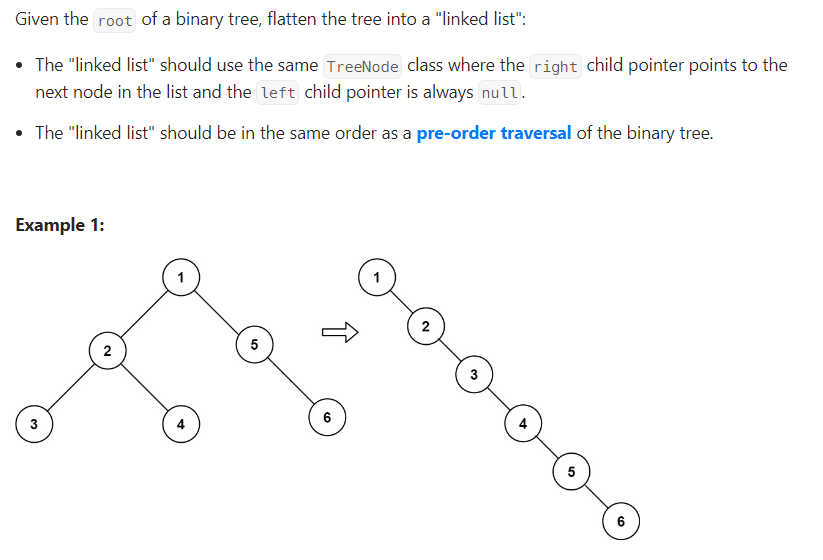 Given the root of a binary tree, flatten the tree into a "linked list":
• The "linked list" should use the same TreeNode class where the right child pointer points to the
next node in the list and the left child pointer is always null.
• The "linked list" should be in the same order as a pre-order traversal of the binary tree.
Example 1:
1 1
2
5
2
3
3 4 6 4
5
6